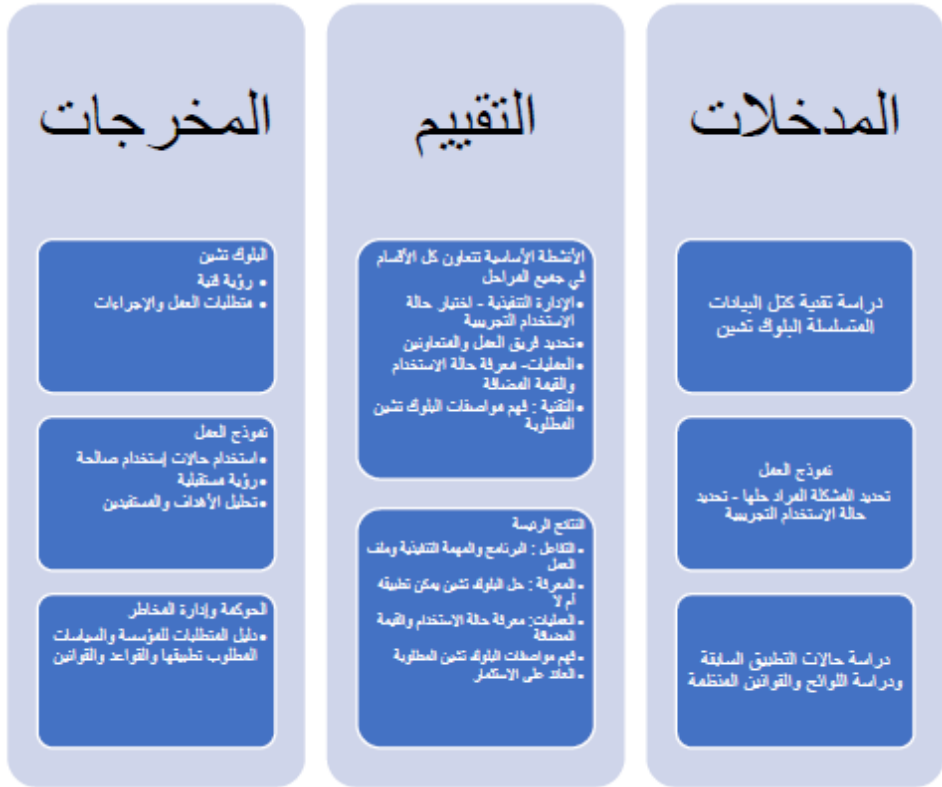 المدخلات
دراسة تقنية كتل البيانات
المتسلسلة البلوك تشين
نموذج العمل
تحديد المشكلة المراد حلها - تحديد
حالة الاستخدام التجريبية
دراسة حالات التطبيق السابقة
ودراسة اللوائح والقوانين المنظمة
التقييم
الأنشطة الأساسية تتعاون كل الأقسام
في جميع المراحل
•الإدارة التنفيذية - اختيار حالة
الاستخدام التجريبية
•تحديد فريق العمل والمتعاونين
•العمليات- معرفة حالة الاستخدام
والقيمة المضافة
•التقنية : فهم مواصفات البلوك تشين
المطلوبة
النتائج الرئيسة
•التفاعل : البرنامج والمهمة التنفيذية وملف
العمل
•المعرفة : حل البلوك تشين يمكن تطبيقه
أم لا
•العمليات: معرفة حالة الاستخدام والقيمة
المضافة
•فهم مواصفات البلوك تشين المطلوبة
•العائد على الاستثمار
المخرجات
البلوك تشين
• رؤية فنية
• متطلبات العمل والإجراءات
نموذج العمل
•استخدام حالات إستخدام صالحة
•رؤية مستقبلية
•تحليل الأهداف والمستفيدين
الحوكمة وإدارة المخاطر
•دليل المتطلبات للمؤسسة والسياسات
المطلوب تطبيقها والقواعد والقوانين